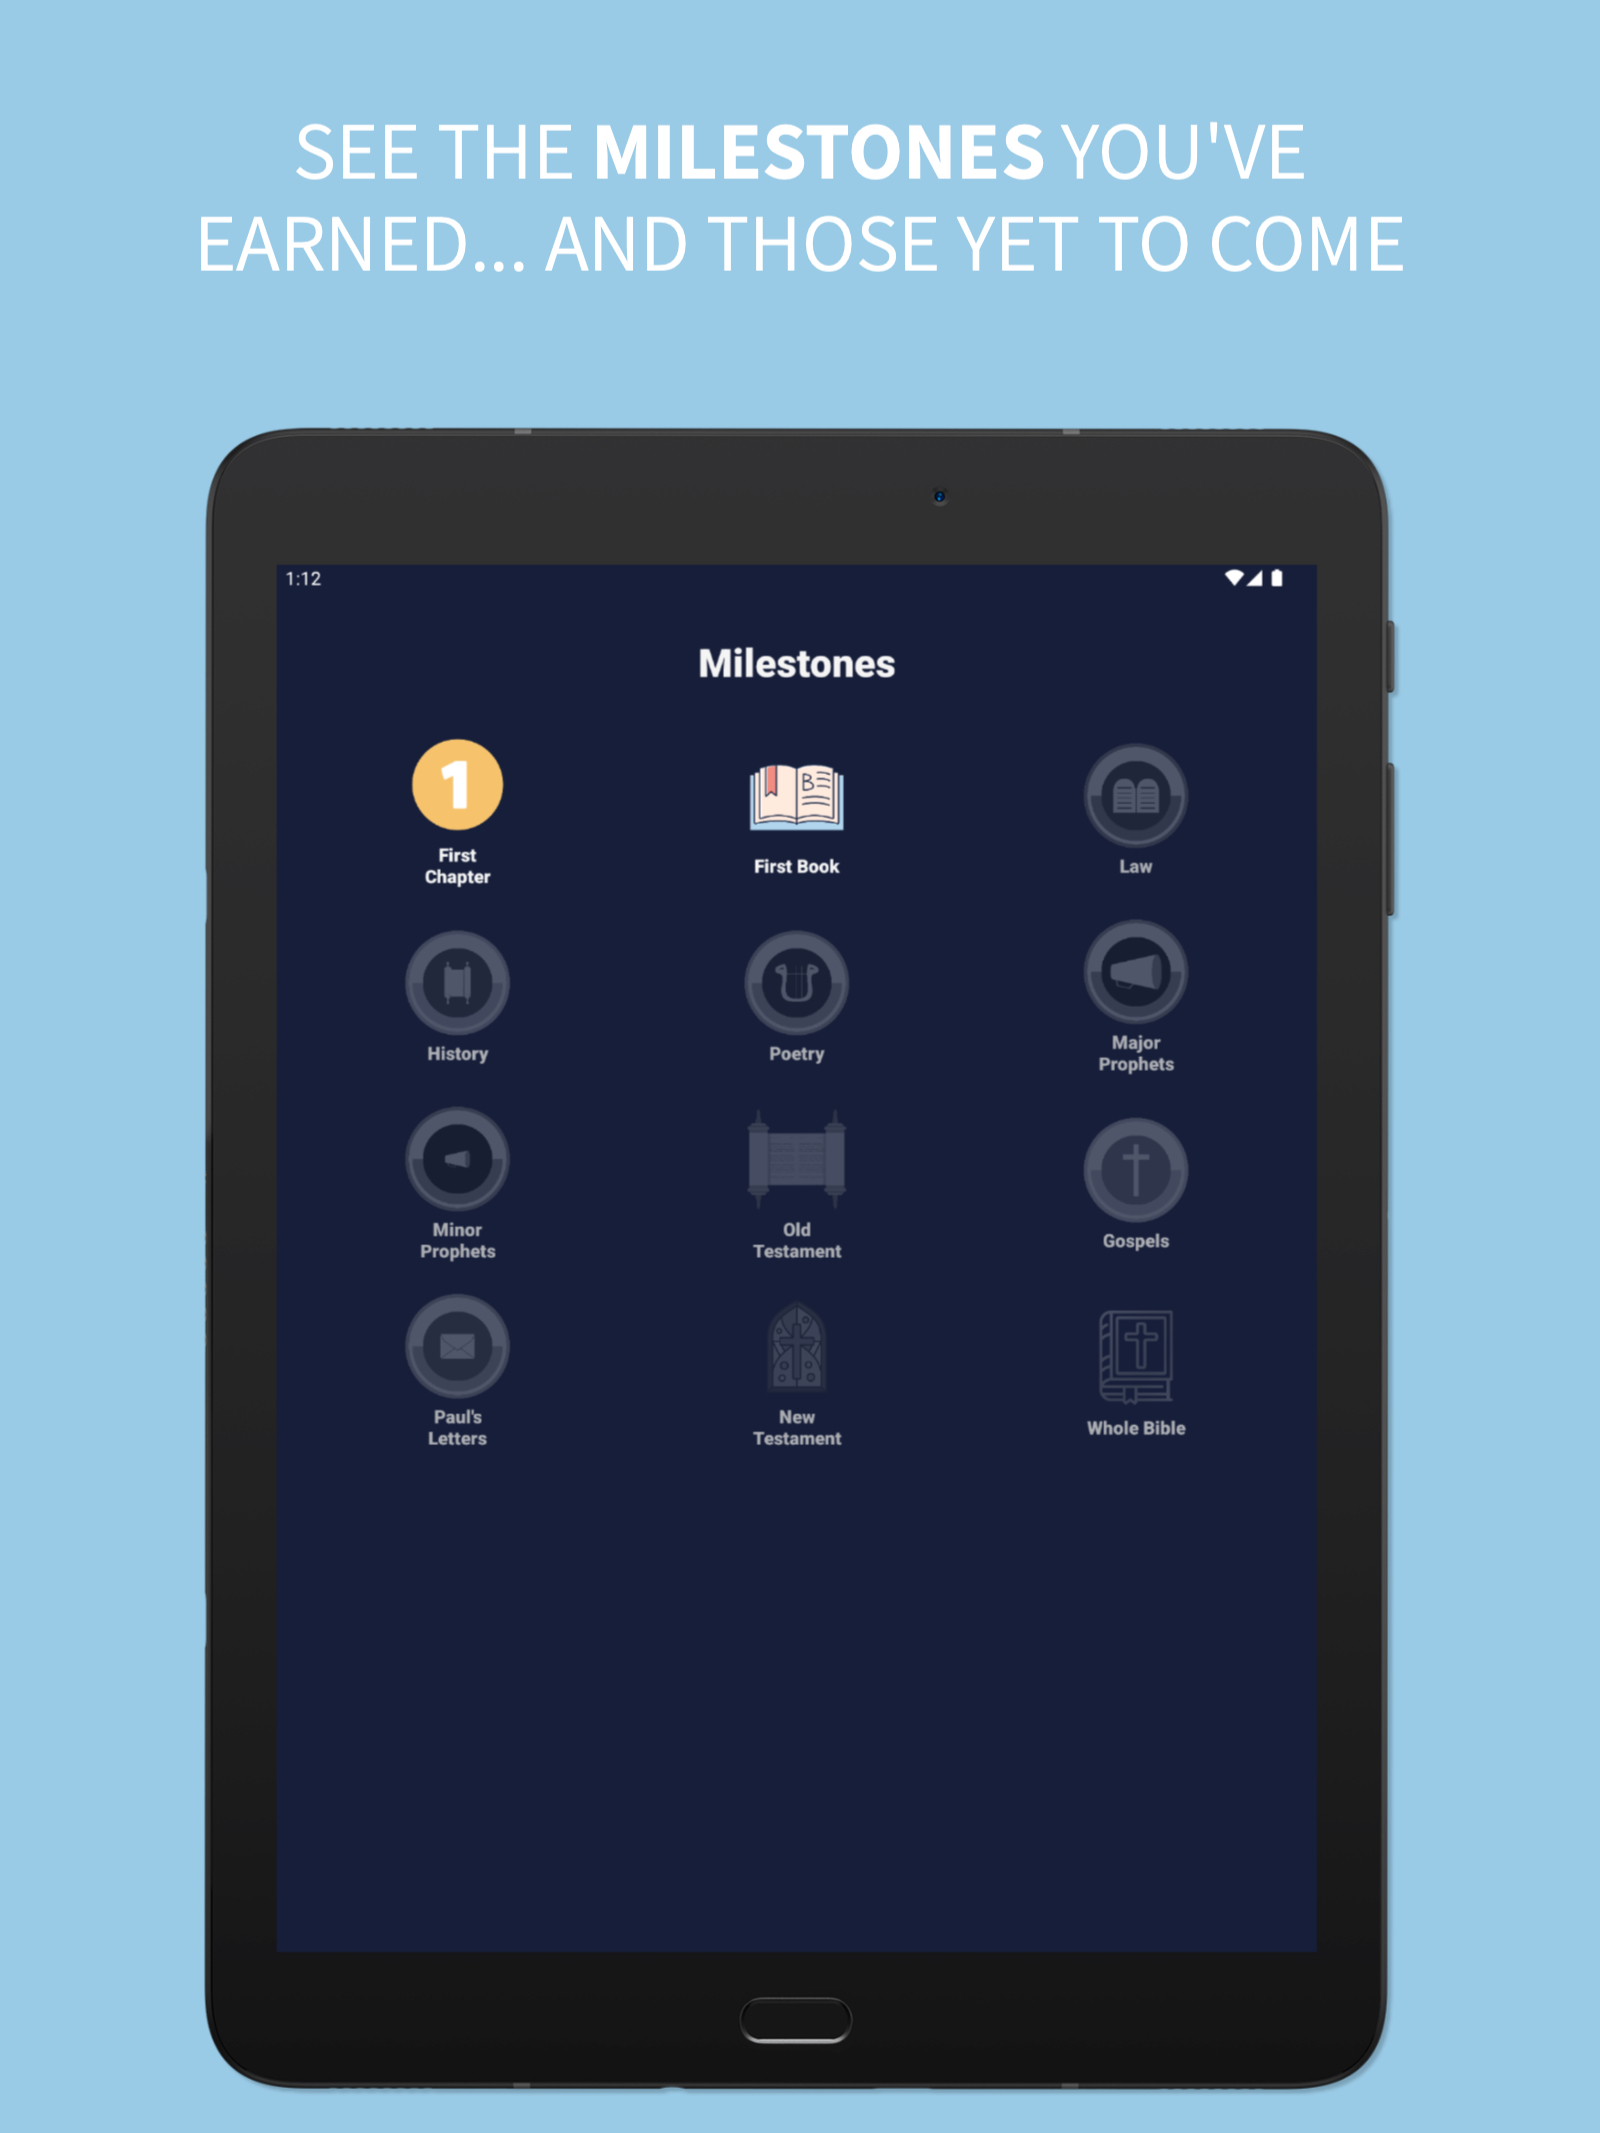 SEE THE MILESTONES YOU'VE
EARNED... AND THOSE YET TO COME
1:12
Milestones
1
First
Chapter
B
First Book
Law
History
Poetry
Major
Prophets
Minor
Prophets
Old
Testament
Gospels
Paul's
Letters
New
Testament
Whole Bible